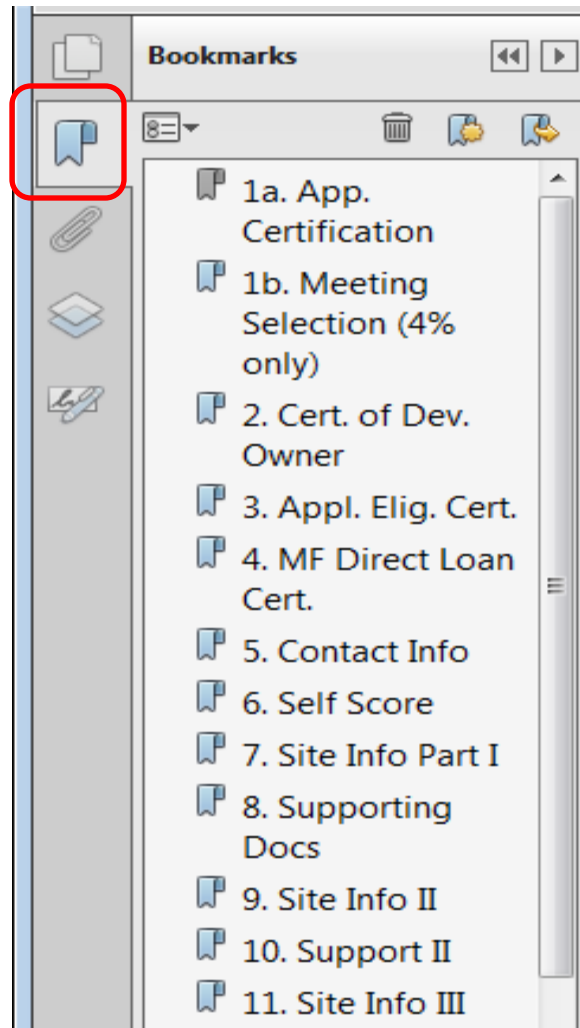 Bookmarks
1a. App.
Certification
1b. Meeting
Selection (4%
only)
2. Cert. of Dev.
Owner
3. Appl. Elig. Cert.
4. MF Direct Loan
Cert.
5. Contact Info
6. Self Score
7. Site Info Part I
8. Supporting
Docs
9. Site Info II
10. Support II
11. Site Info III